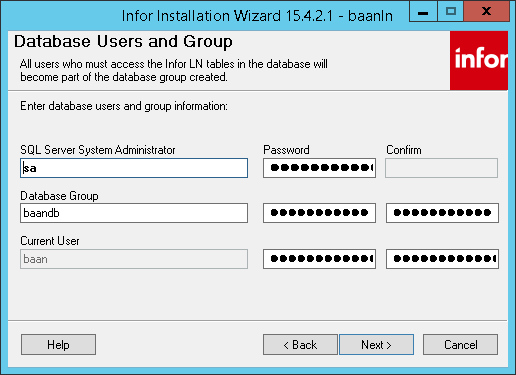 Infor Installation Wizard 15.4.2.1 - baanln
Database Users and Group
All users who must access the Infor LN tables in the database will
become part of the database group created.
infor
Enter database users and group information:
SQL Server System Administrator Password Confirm
sa ●●●●●●●●●●●
Database Group
baandb ●●●●●●●●●● ●●●●●●●●●●
Current User
baan ●●●●●●●●●●● ●●●●●●●●●●●
Help < Back Next > Cancel